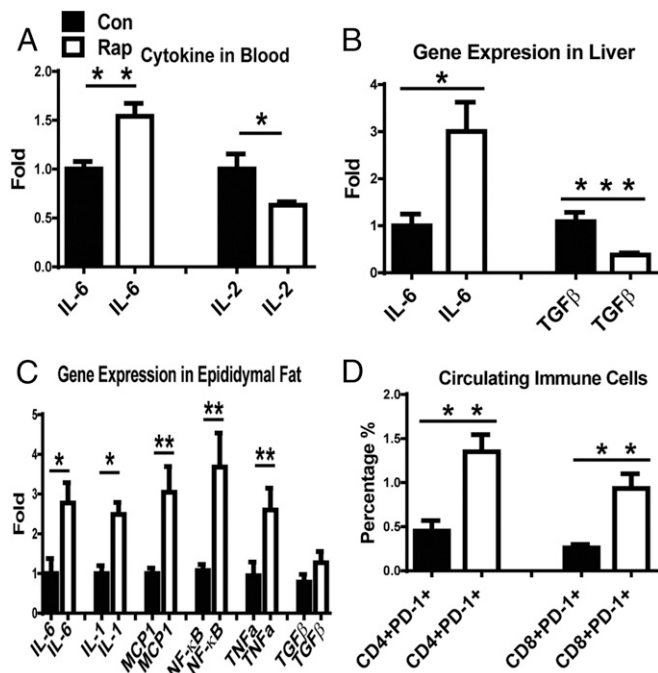 A
Con
Rap
Cytokine in Blood
* *
*
Fold
2.0
1.5
1.0
0.5
0.0
IL-6
IL-6
IL-2
IL-2
B
Gene Expresion in Liver
*
* * *
Fold
4
3
2
1
0
IL-6
IL-6
TGFβ
TGFβ
C
Gene Expression in Epididymal Fat
*
*
**
**
**
Fold
5
4
3
2
1
0
IL-6
IL-6
IL-1
IL-1
MCP1
MCP1
NF-κB
NF-κB
TNFa
TNFa
TGFβ
TGFβ
D
Circulating Immune Cells
* *
* *
Percentage %
2.0
1.5
1.0
0.5
0.0
CD4+PD-1+
CD4+PD-1+
CD8+PD-1+
CD8+PD-1+